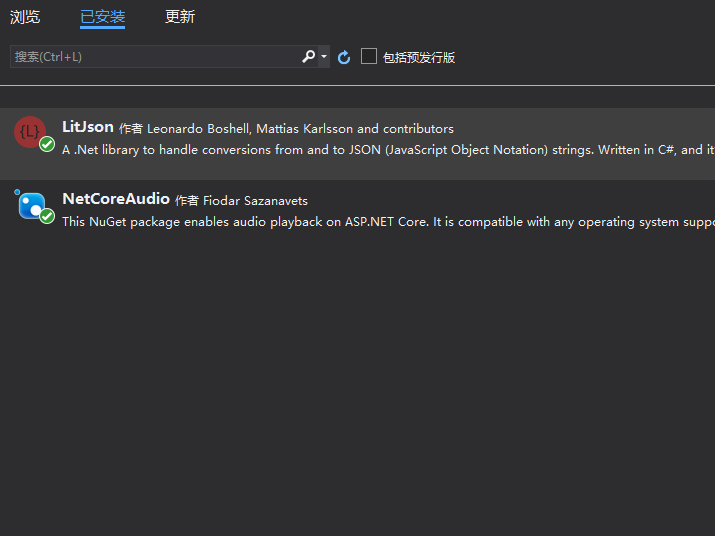 浏览 已安装 更新
搜索(Ctrl+L) 包括预发行版
{L} LitJson 作者 Leonardo Boshell, Mattias Karlsson and contributors
A .Net library to handle conversions from and to JSON (JavaScript Object Notation) strings. Written in C#, and it
NetCoreAudio 作者 Fiodar Sazanavets
This NuGet package enables audio playback on ASP.NET Core. It is compatible with any operating system suppo